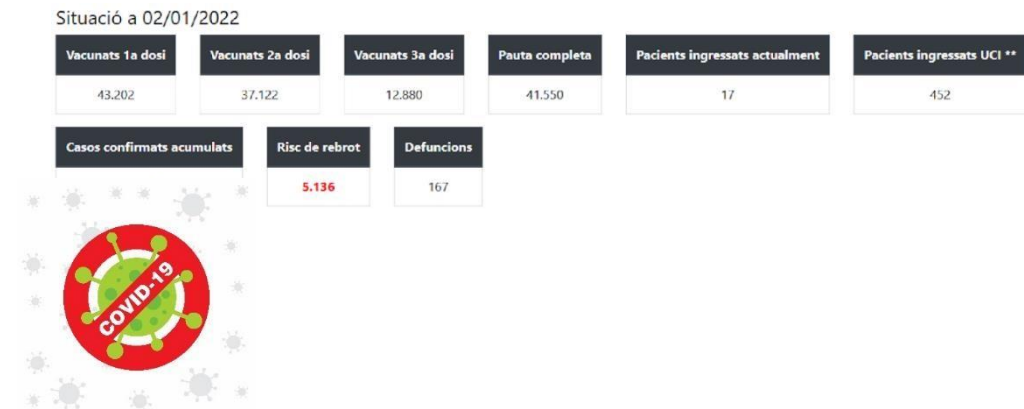 Situació a 02/01/2022
Vacunats 1a dosi Vacunats 2a dosi Vacunats 3a dosi Pauta completa Pacients ingressats actualment Pacients ingressats UCI **
43.202 37.122 12.880 41.550 17 452
Casos confirmats acumulats Risc de rebrot Defuncions
5.136 167
COVID-19